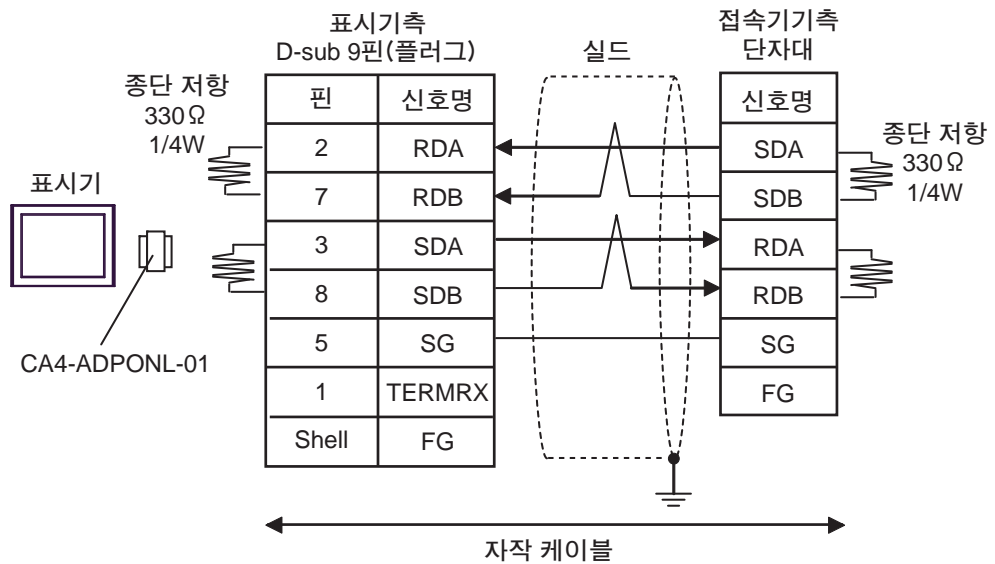 표시기측
D-sub 9핀(플러그)
실드
접속기기측
단자대
종단 저항
330Ω
1/4W
핀 신호명
신호명
2 RDA
SDA
종단 저항
330Ω
1/4W
7 RDB
SDB
표시기
3 SDA
RDA
8 SDB
RDB
5 SG
SG
CA4-ADPONL-01
1 TERMRX
FG
Shell FG
자작 케이블